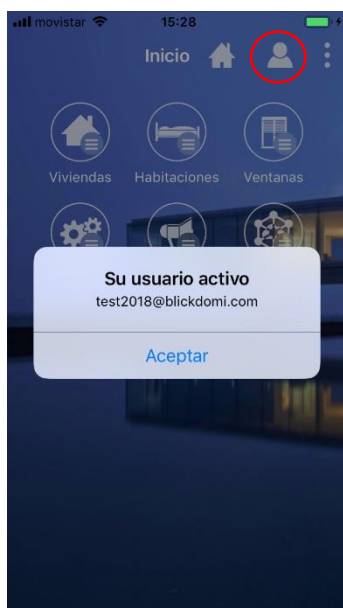 movistar 15:28
Inicio
Viviendas Habitaciones Ventanas
Su usuario activo
test2018@blickdomi.com
Aceptar